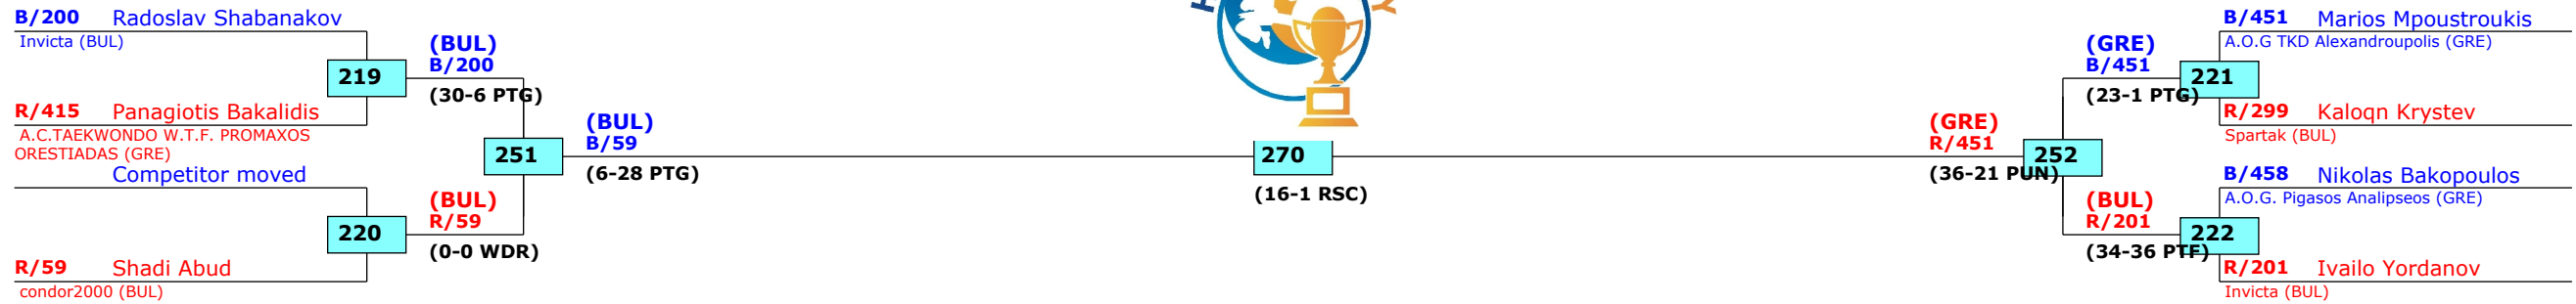 B/200 Radoslav Shabanakov
Invicta (BUL)
219
(BUL)
B/200
(30-6 PTG)
R/415 Panagiotis Bakalidis
A.C.TAEKWONDO W.T.F. PROMAXOS
ORESTIADAS (GRE)
251
(BUL)
B/59
(6-28 PTG)
Competitor moved
220
(BUL)
R/59
(0-0 WDR)
R/59 Shadi Abud
condor2000 (BUL)
270
(16-1 RSC)
(GRE)
R/451
(36-21 PUN)
252
B/451 Marios Mpoustroukis
A.O.G TKD Alexandroupolis (GRE)
(GRE)
B/451
(23-1 PTG)
221
R/299 Kaloqn Krystev
Spartak (BUL)
B/458 Nikolas Bakopoulos
A.O.G. Pigasos Analipseos (GRE)
(BUL)
R/201
(34-36 PTF)
222
R/201 Ivailo Yordanov
Invicta (BUL)